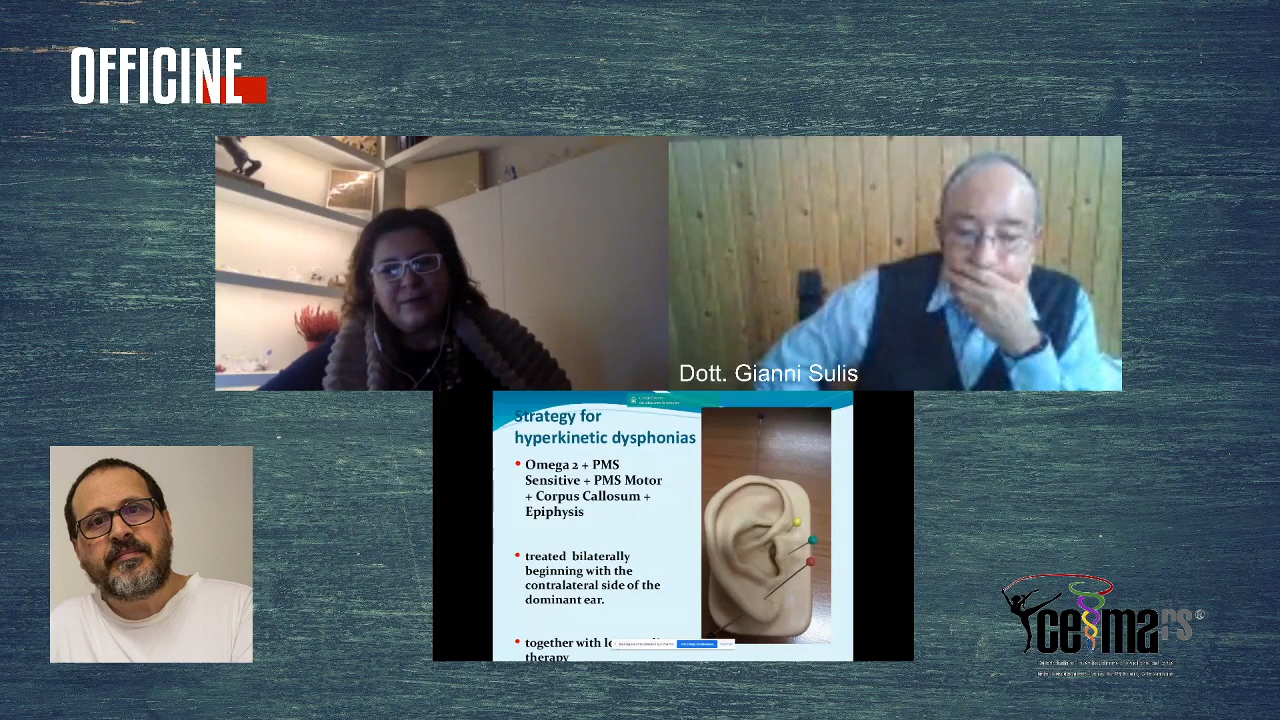 OFFICINE
Dott. Gianni Sulis
Strategy for
hyperkinetic dysphonias
Omega 2 + PMS
Sensitive + PMS Motor
+ Corpus Callosum +
Epiphysis
treated bilaterally
beginning with the
contralateral side of the
dominant ear.
together with
therapy
ceimars®